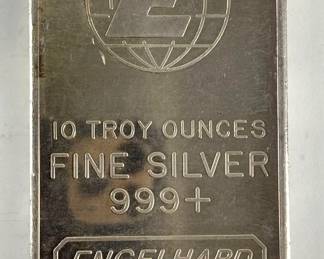 E
10 TROY OUNCES
FINE SILVER
999+
ENGELHARD